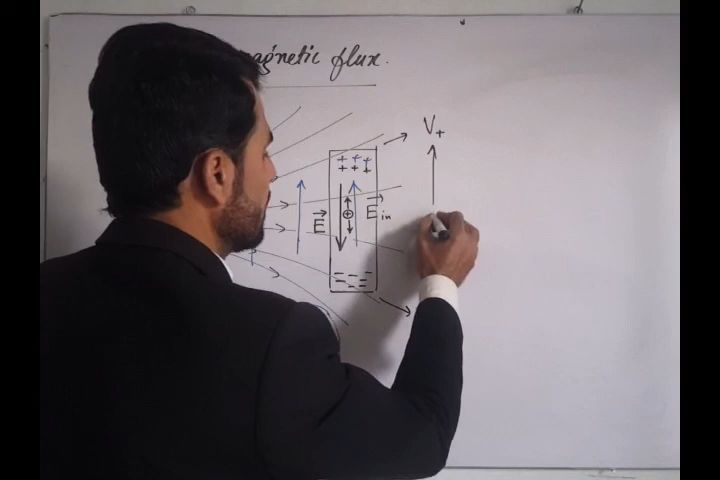 agnetic flux.
V+
+ + +
+ + +
E
+
E in